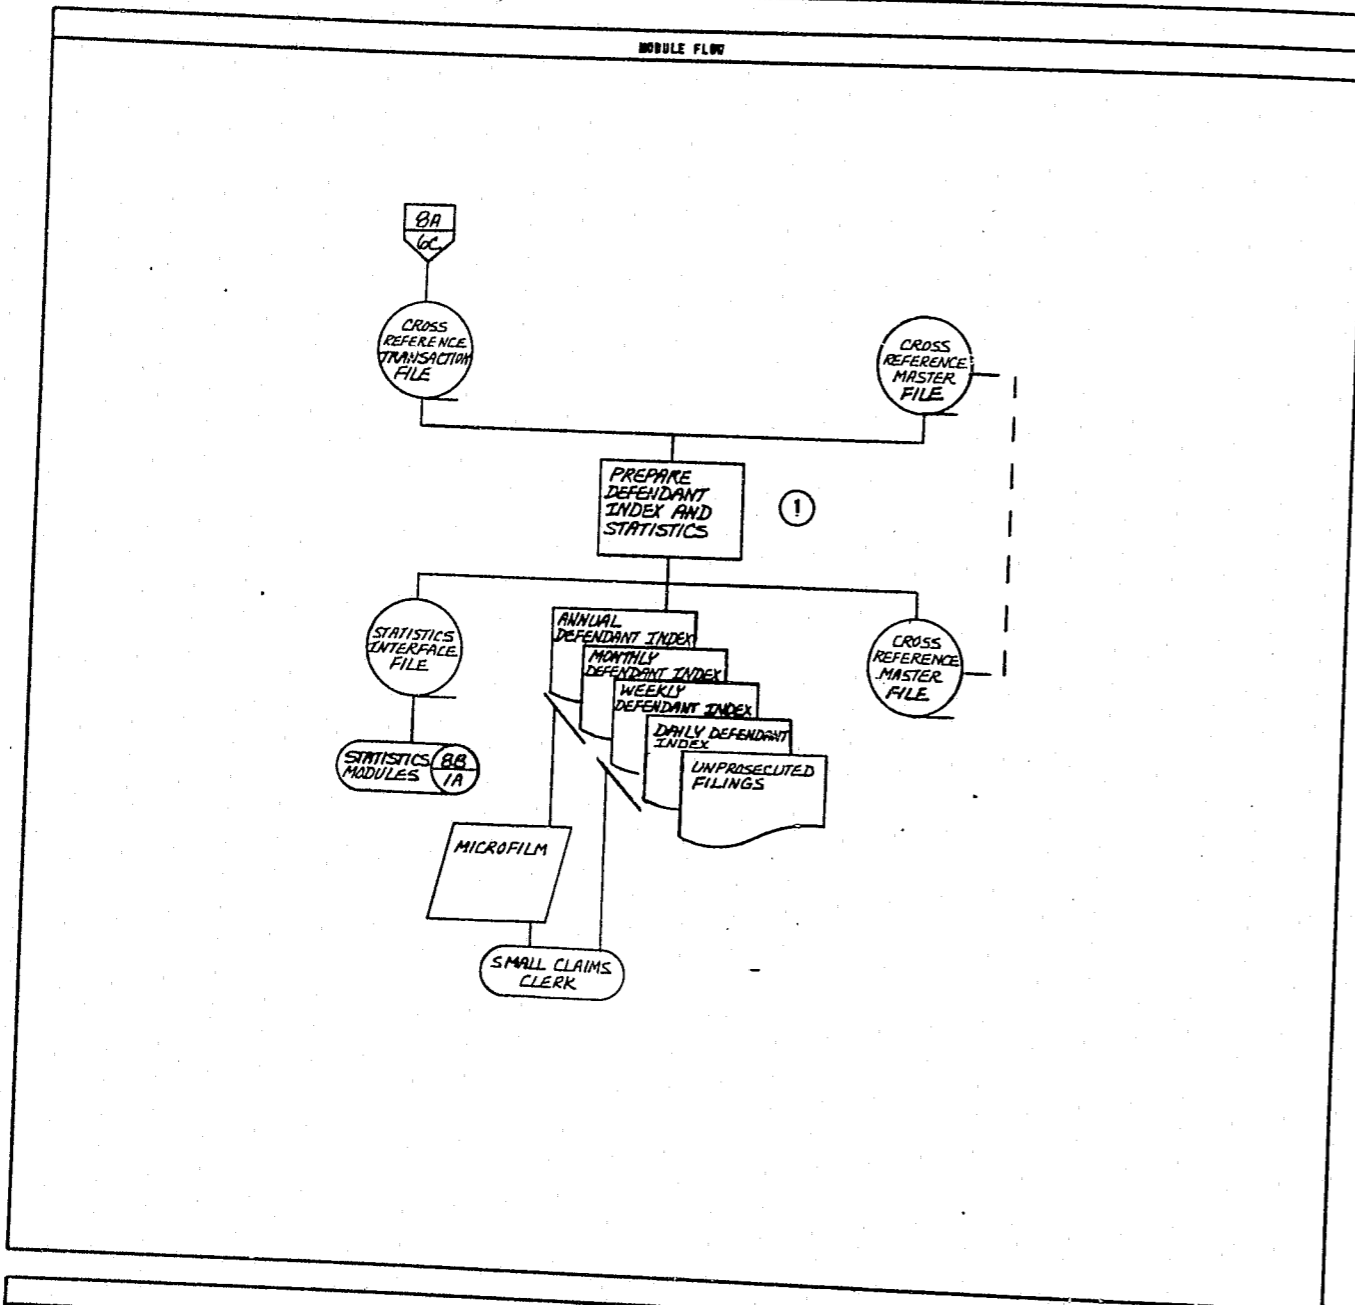 MODULE FLOW
8A
6C
CROSS
REFERENCE
TRANSACTION
FILE
CROSS
REFERENCE
MASTER
FILE
PREPARE
DEFENDANT
INDEX AND
STATISTICS
1
STATISTICS
INTERFACE
FILE
ANNUAL
DEFENDANT INDEX
MONTHLY
DEFENDANT INDEX
WEEKLY
DEFENDANT INDEX
DAILY DEFENDANT
INDEX
UNPROSECUTED
FILINGS
CROSS
REFERENCE
MASTER
FILE
STATISTICS
MODULES
8B
1A
MICROFILM
SMALL CLAIMS
CLERK